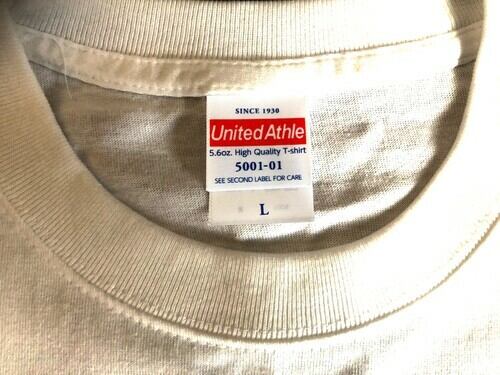 SINCE 1930
United Athle
5.6oz. High Quality T-shirt
5001-01
SEE SECOND LABEL FOR CARE
L